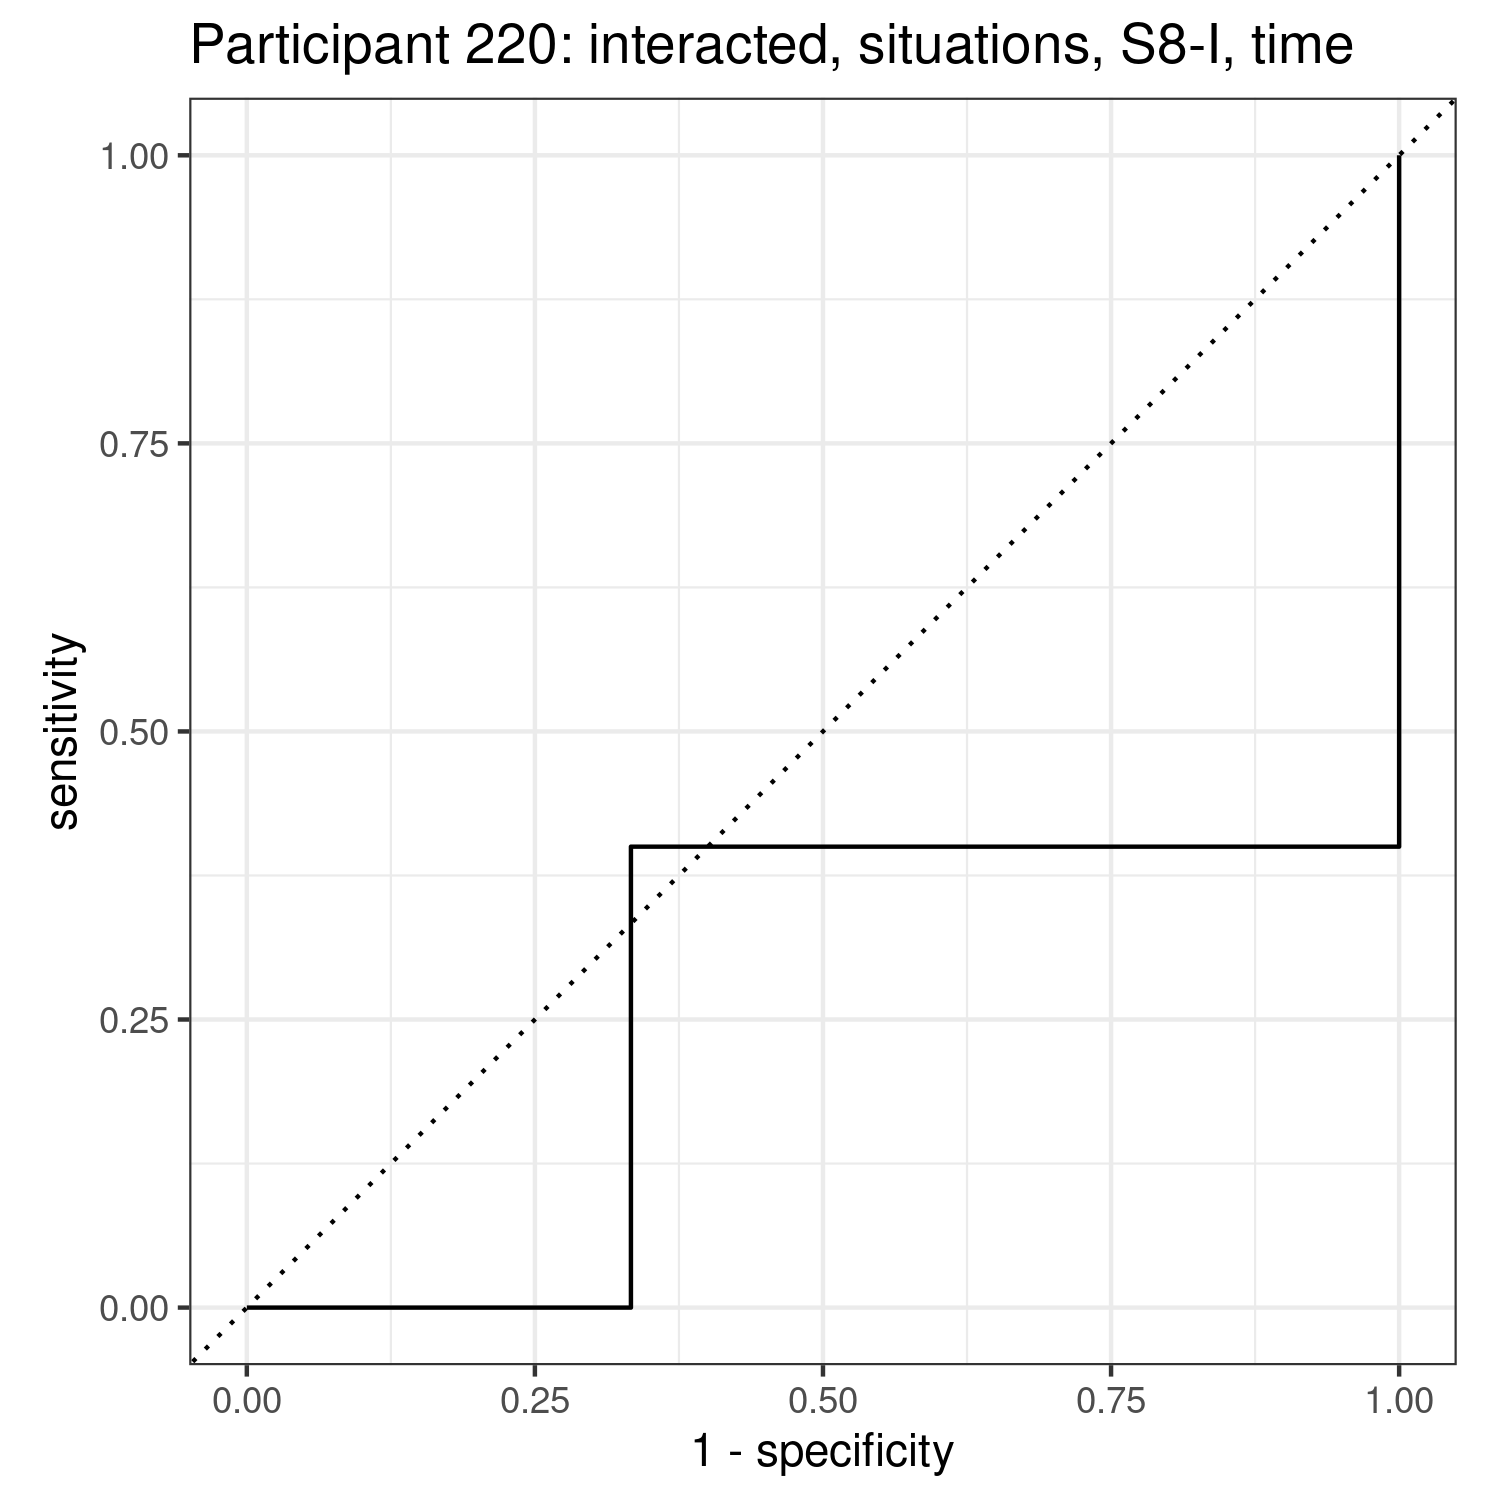 Participant 220: interacted, situations, S8-I, time
1.00
0.75
0.50
0.25
0.00
sensitivity
0.00 0.25 0.50 0.75 1.00
1 - specificity